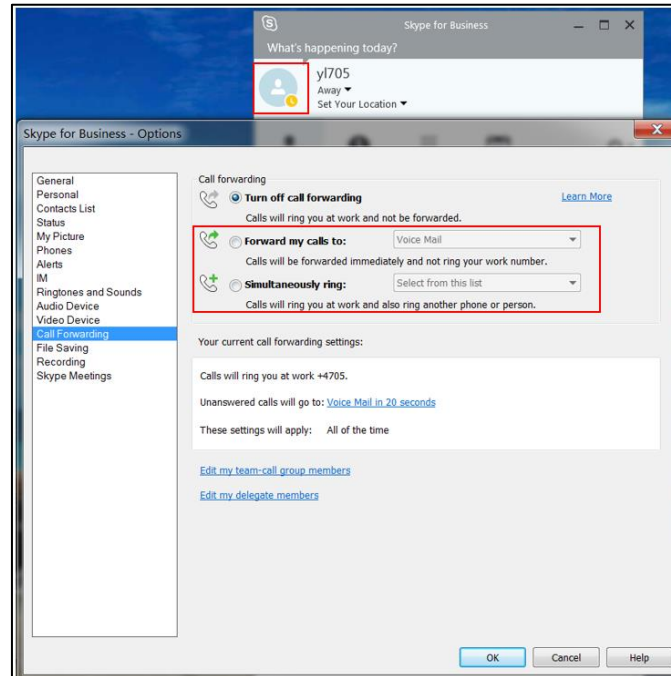 Skype for Business
What's happening today?
yl705
Away
Set Your Location
Skype for Business - Options
General
Personal
Contacts List
Status
My Picture
Phones
Alerts
IM
Ringtones and Sounds
Audio Device
Video Device
Call Forwarding
File Saving
Recording
Skype Meetings
Call forwarding
Turn off call forwarding Learn More
Calls will ring you at work and not be forwarded.
Forward my calls to: Voice Mail
Calls will be forwarded immediately and not ring your work number.
Simultaneously ring: Select from this list
Calls will ring you at work and also ring another phone or person.
Your current call forwarding settings:
Calls will ring you at work +4705.
Unanswered calls will go to: Voice Mail in 20 seconds
These settings will apply: All of the time
Edit my team-call group members
Edit my delegate members
OK Cancel Help